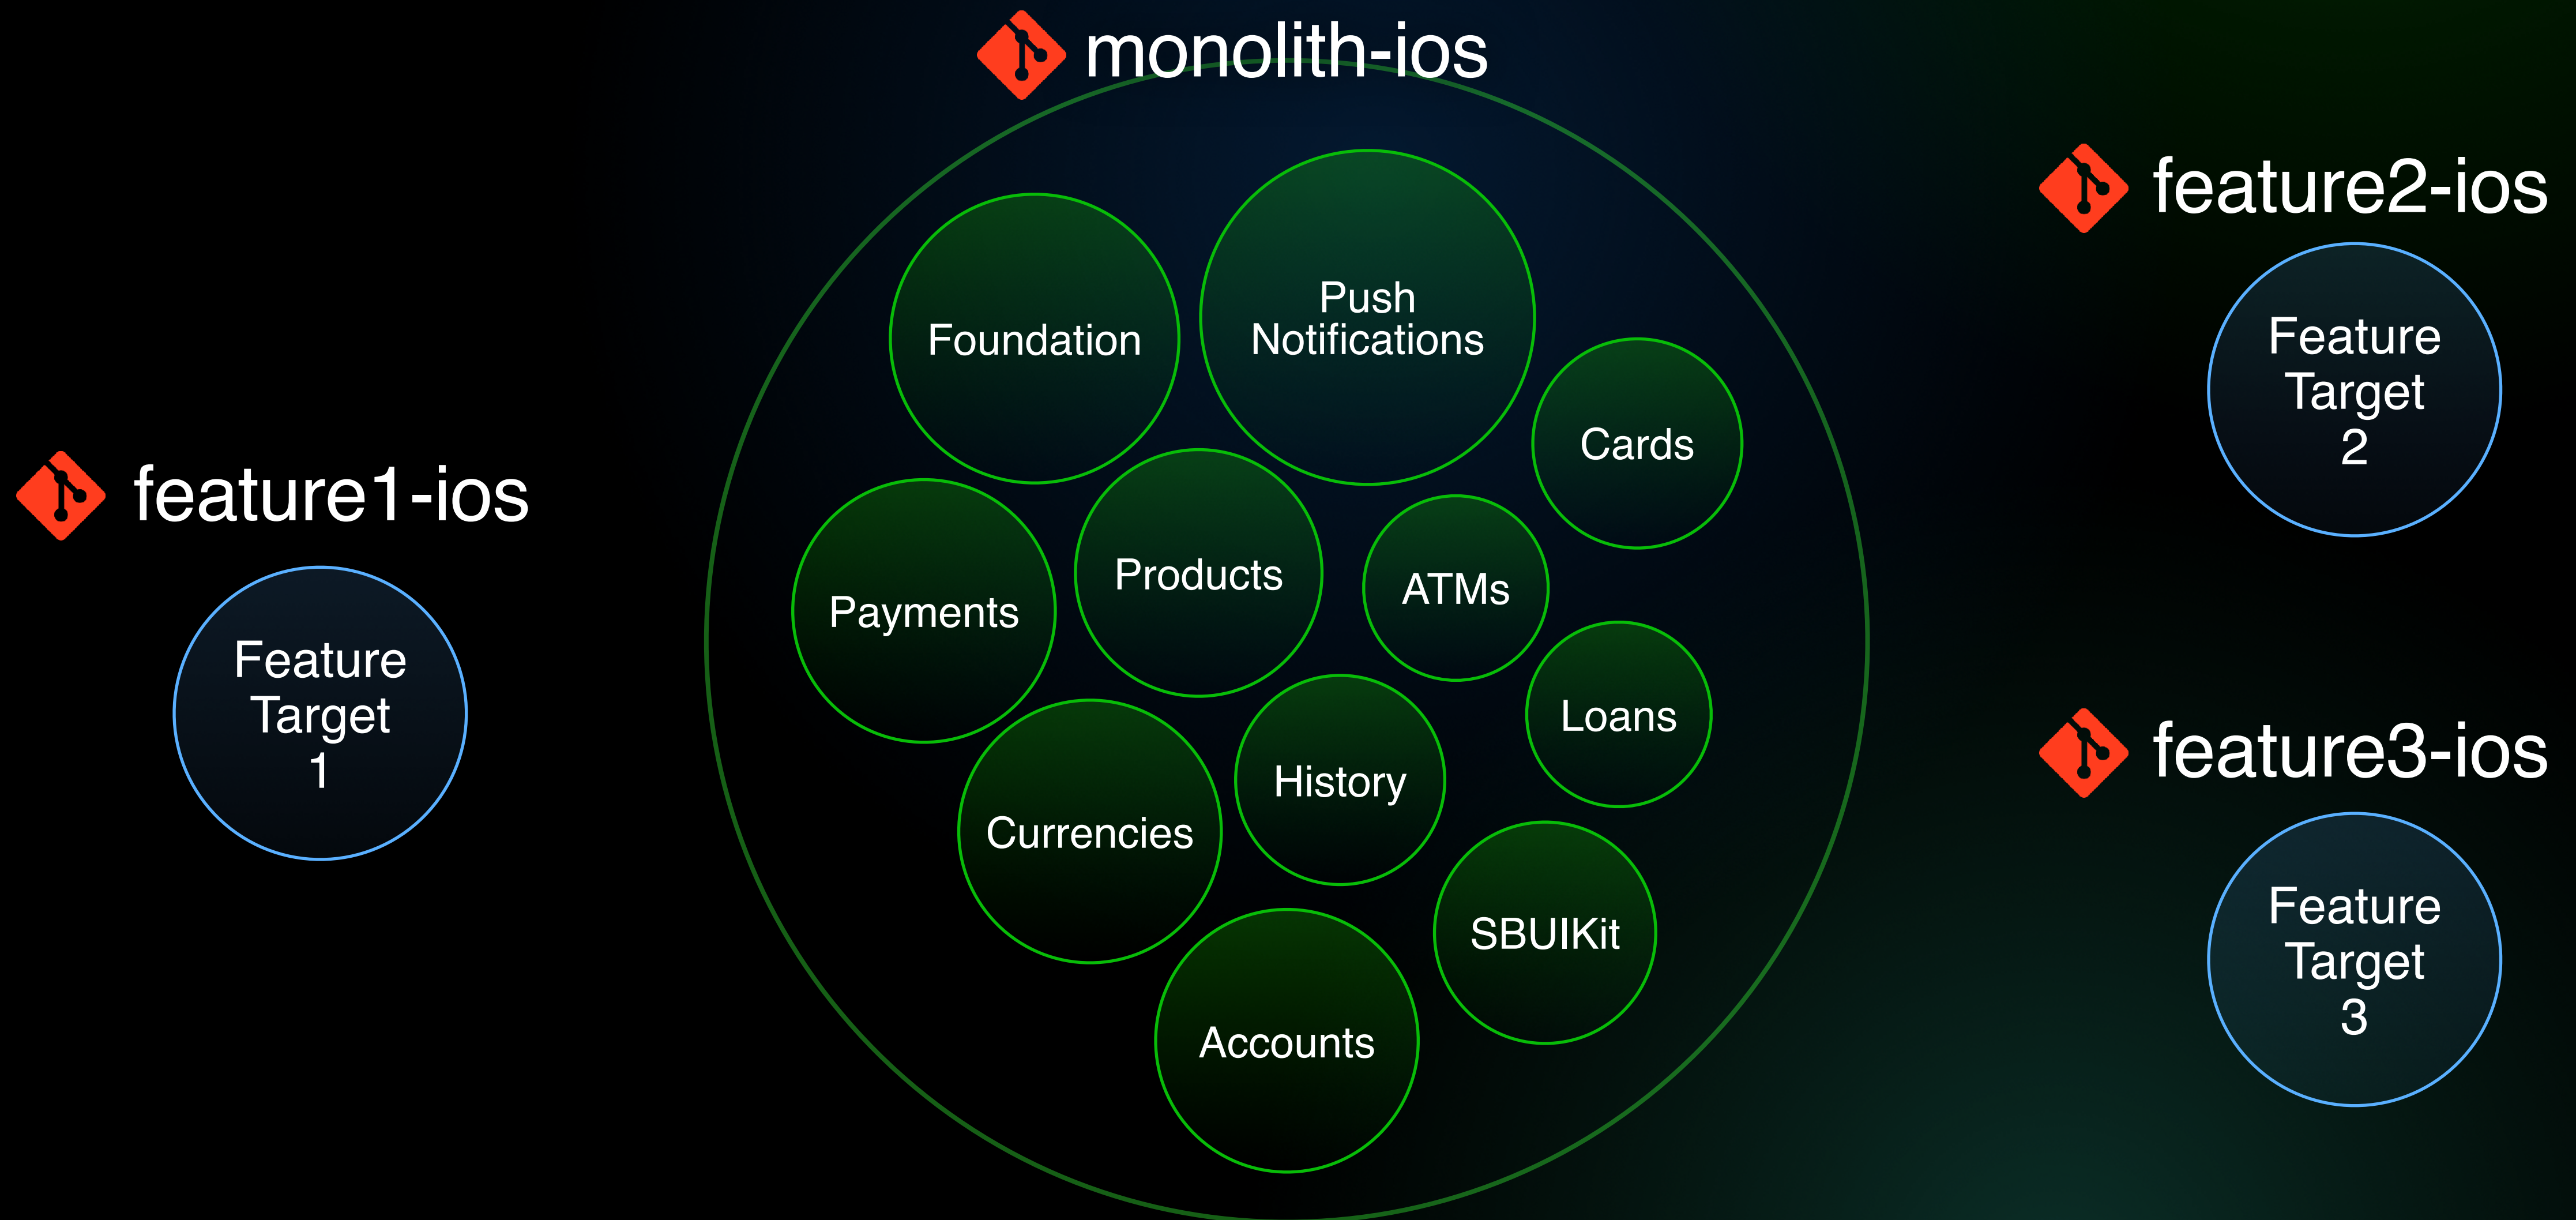 monolith-ios
feature2-ios
Feature
Target
2
Foundation
Push
Notifications
Cards
feature1-ios
Feature
Target
1
Payments
Products
ATMs
Loans
Currencies
History
SBUIKit
Accounts
feature3-ios
Feature
Target
3